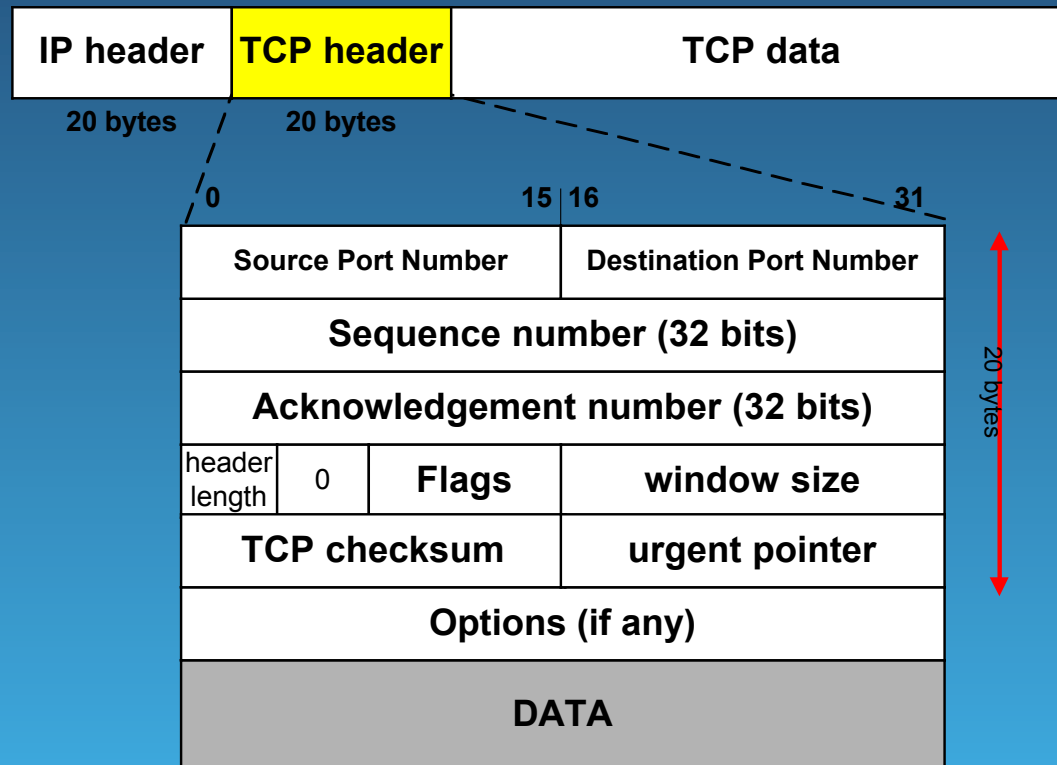 IP header TCP header TCP data
20 bytes 20 bytes
0 15 16 31
Source Port Number Destination Port Number
Sequence number (32 bits)
20 bytes
Acknowledgement number (32 bits)
header
length
0 Flags window size
TCP checksum urgent pointer
Options (if any)
DATA